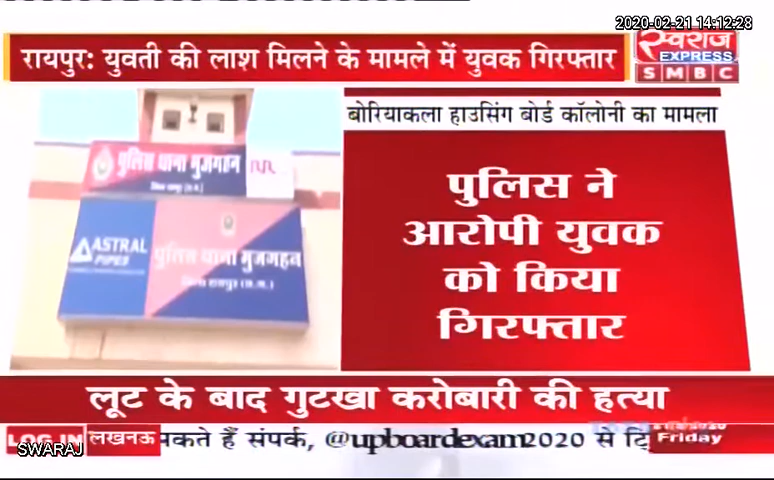 2020-02-21 14:12:28
रायपुर: युवती की लाश मिलने के मामले में युवक गिरफ्तार
स्वराज
EXPRESS
SMBC
बोरियाकला हाउसिंग बोर्ड कॉलोनी का मामला
पुलिस थाना मुजगहन
ASTRAL
PIPES
पुलिस थाना मुजगहन
जिला रायपुर (छ.ग.)
पुलिस ने
आरोपी युवक
को किया
गिरफ्तार
लूट के बाद गुटखा करोबारी की हत्या
LOG IN लखनऊ सकते हैं संपर्क, @upboardexam2020 से ट्वि
Friday
SWARAJ